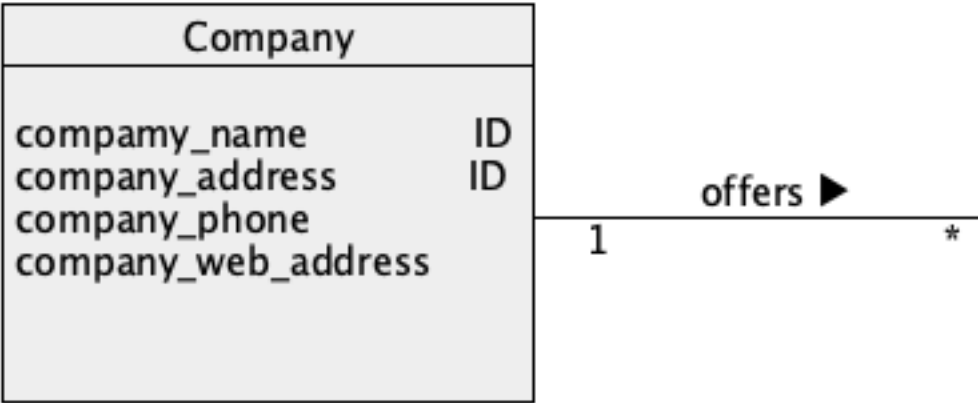 Company
compamy_name ID
company_address ID
company_phone
company_web_address
offers ▶
1 *